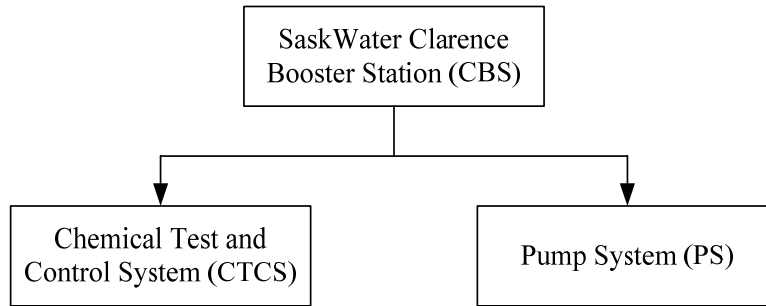 SaskWater Clarence
Booster Station (CBS)
Chemical Test and
Control System (CTCS)
Pump System (PS)